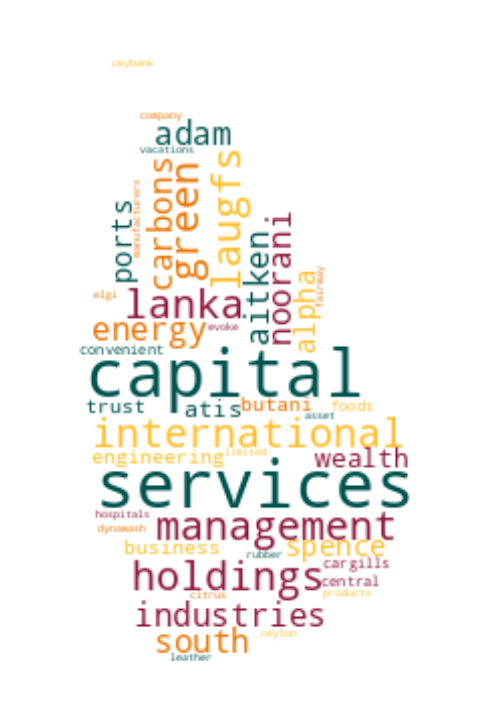 ceybank
company
adam
vacations
carbons
green
laugfs
manufacturers
ports
noorani
aitken
alpha
fairway
elgi
lanka
energy
evoke
convenient
capital
trust
atis
butani
foods
asset
international
engineering
limited
wealth
services
hospitals
management
dynawash
business
rubber
spence
cargills
holdings
central
citrus
products
industries
south
ceylon
leather